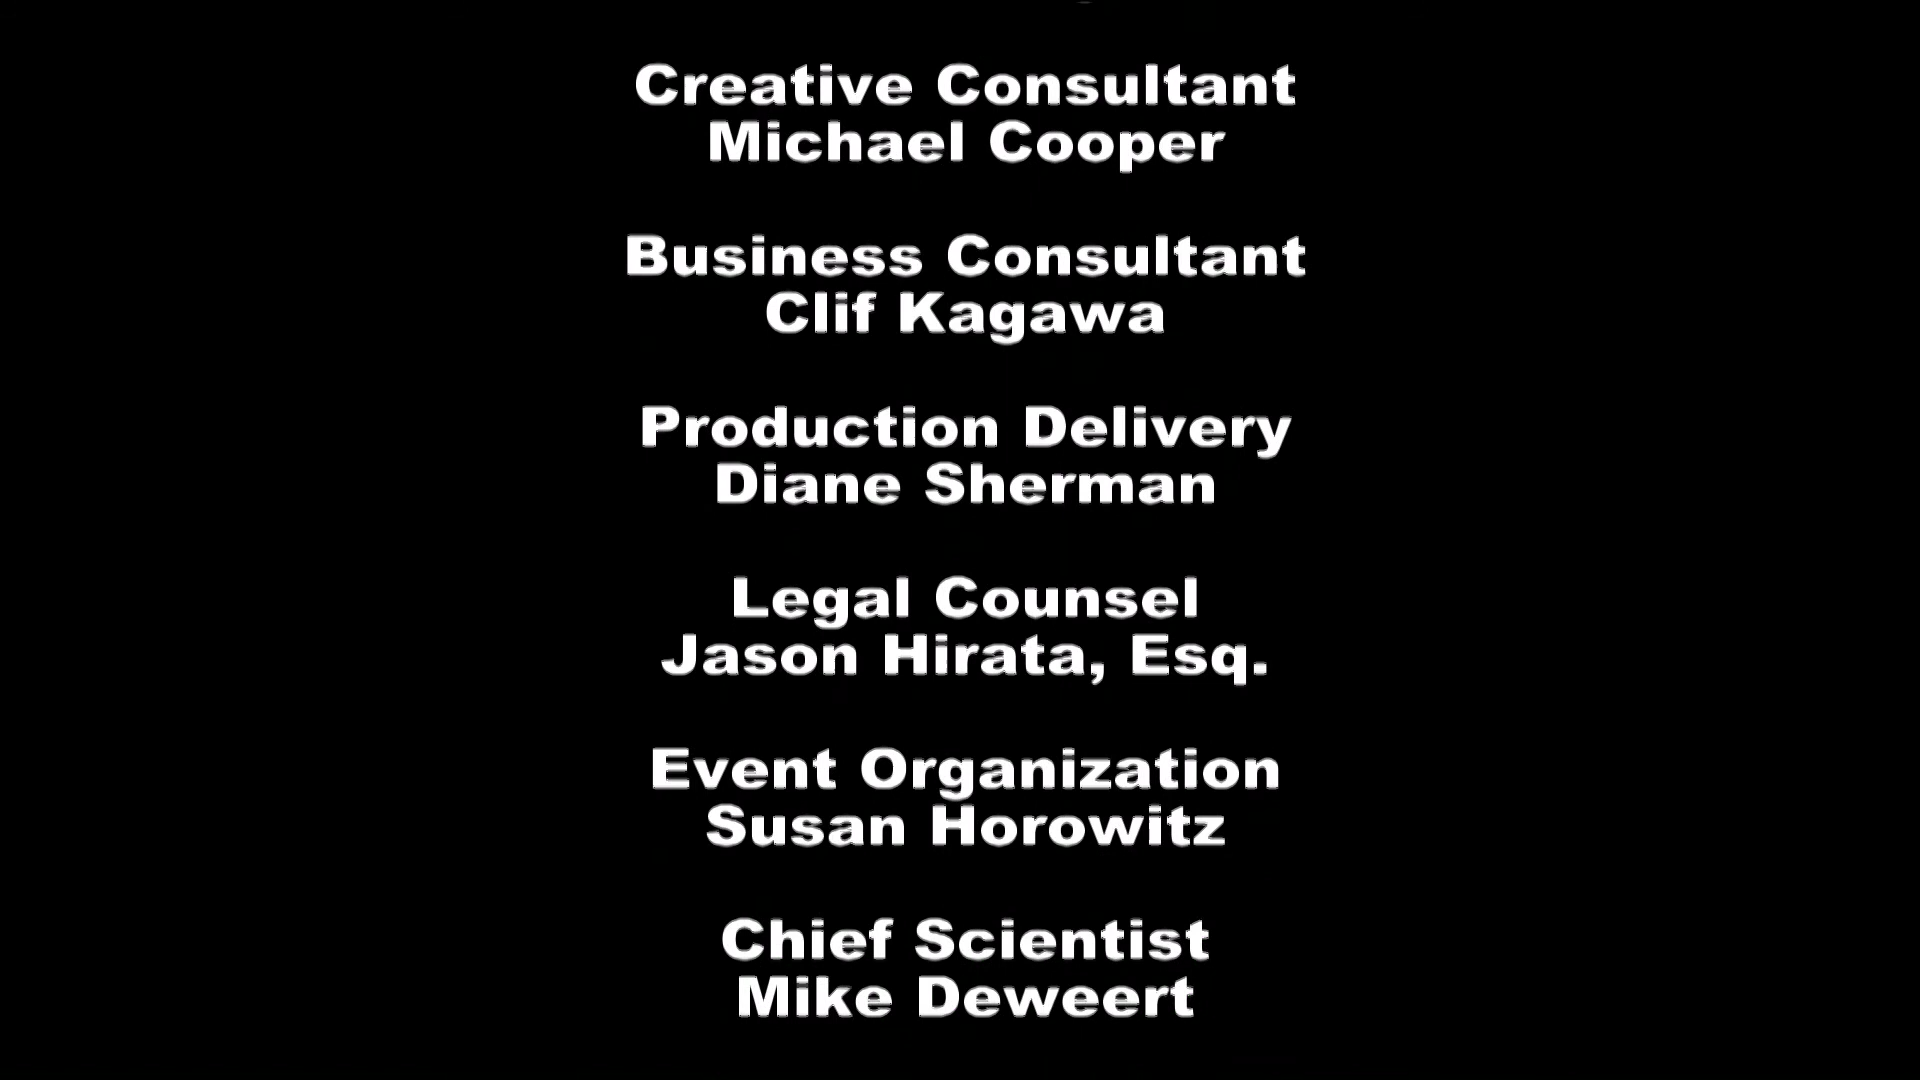 Creative Consultant
Michael Cooper
Business Consultant
Clif Kagawa
Production Delivery
Diane Sherman
Legal Counsel
Jason Hirata, Esq.
Event Organization
Susan Horowitz
Chief Scientist
Mike Deweert